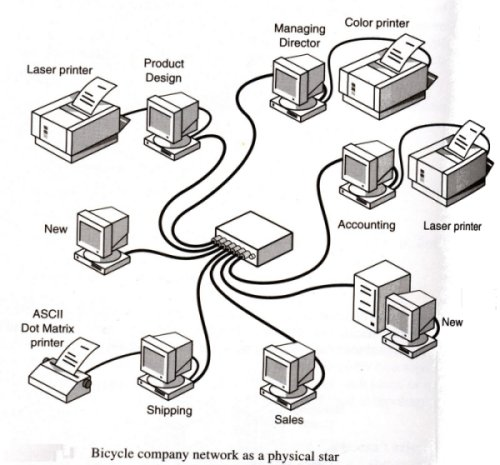 Managing
Director
Color printer
Laser printer
Product
Design
New
Accounting
Laser printer
ASCII
Dot Matrix
printer
New
Shipping
Sales
Bicycle company network as a physical star